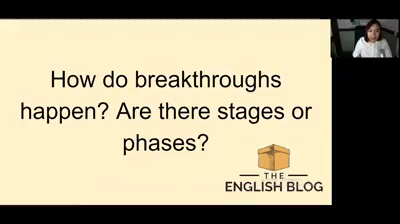 How do breakthroughs
happen? Are there stages or
phases?
THE
ENGLISH BLOG